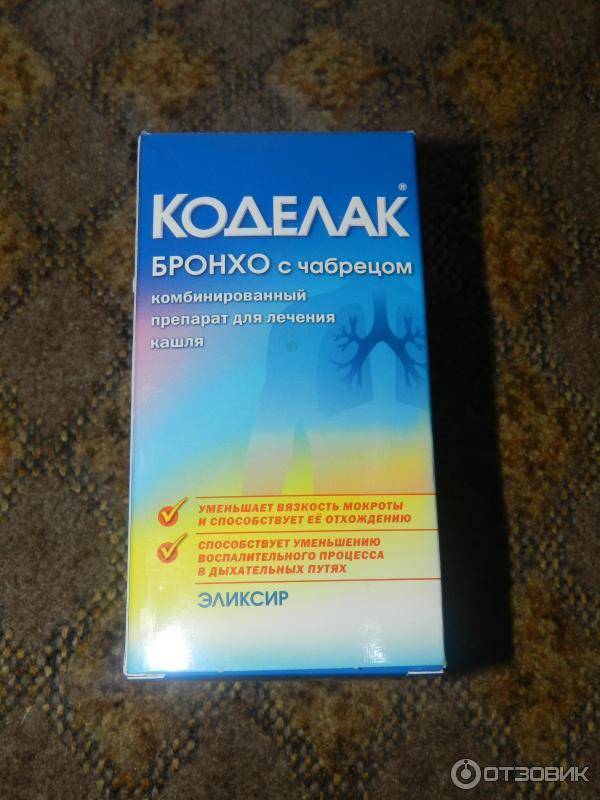 КОДЕЛАК®
БРОНХО с чабрецом
комбинированный
препарат для лечения
кашля
УМЕНЬШАЕТ ВЯЗКОСТЬ МОКРОТЫ
И СПОСОБСТВУЕТ ЕЁ ОТХОЖДЕНИЮ
СПОСОБСТВУЕТ УМЕНЬШЕНИЮ
ВОСПАЛИТЕЛЬНОГО ПРОЦЕССА
В ДЫХАТЕЛЬНЫХ ПУТЯХ
ЭЛИКСИР
ОТЗОВИК